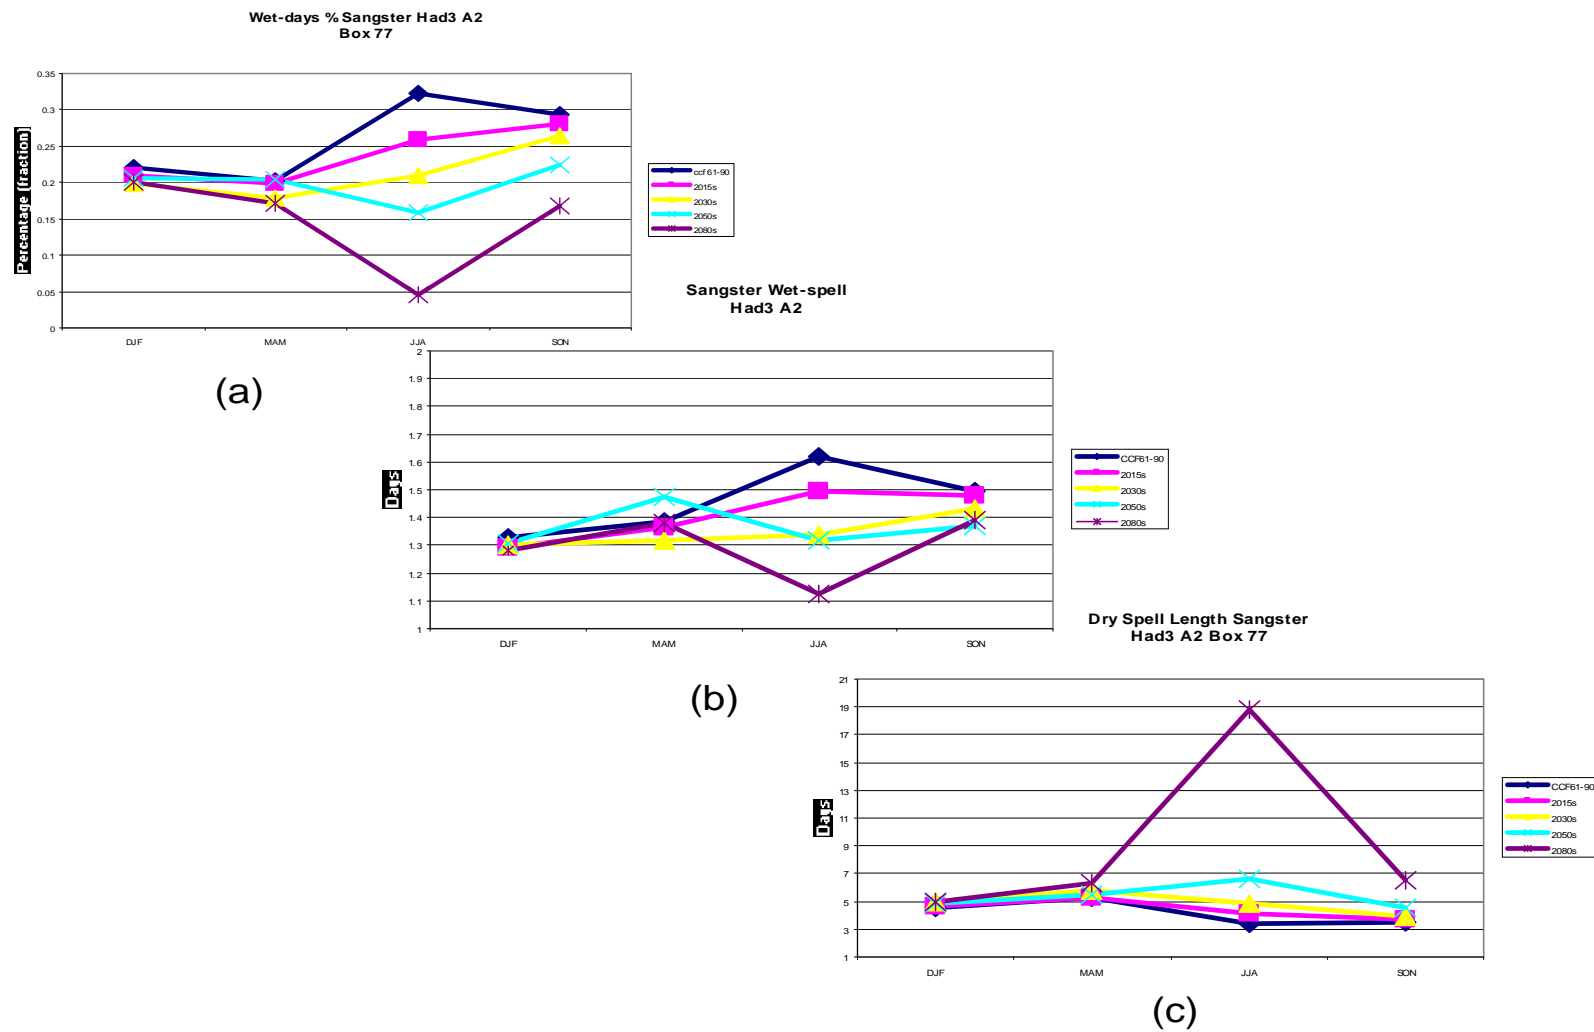 Wet-days % Sangster Had3 A2
Box 77
Percentage (fraction)
0.35
0.3
0.25
0.2
0.15
0.1
0.05
0
DJF
MAM
JJA
SON
ccf 61-90
2015s
2030s
2050s
2080s
(a)
Sangster Wet-spell
Had3 A2
Days
2
1.9
1.8
1.7
1.6
1.5
1.4
1.3
1.2
1.1
1
DJF
MAM
JJA
SON
CCF61-90
2015s
2030s
2050s
2080s
(b)
Dry Spell Length Sangster
Had3 A2 Box 77
Days
21
19
17
15
13
11
9
7
5
3
1
DJF
MAM
JJA
SON
CCF61-90
2015s
2030s
2050s
2080s
(c)